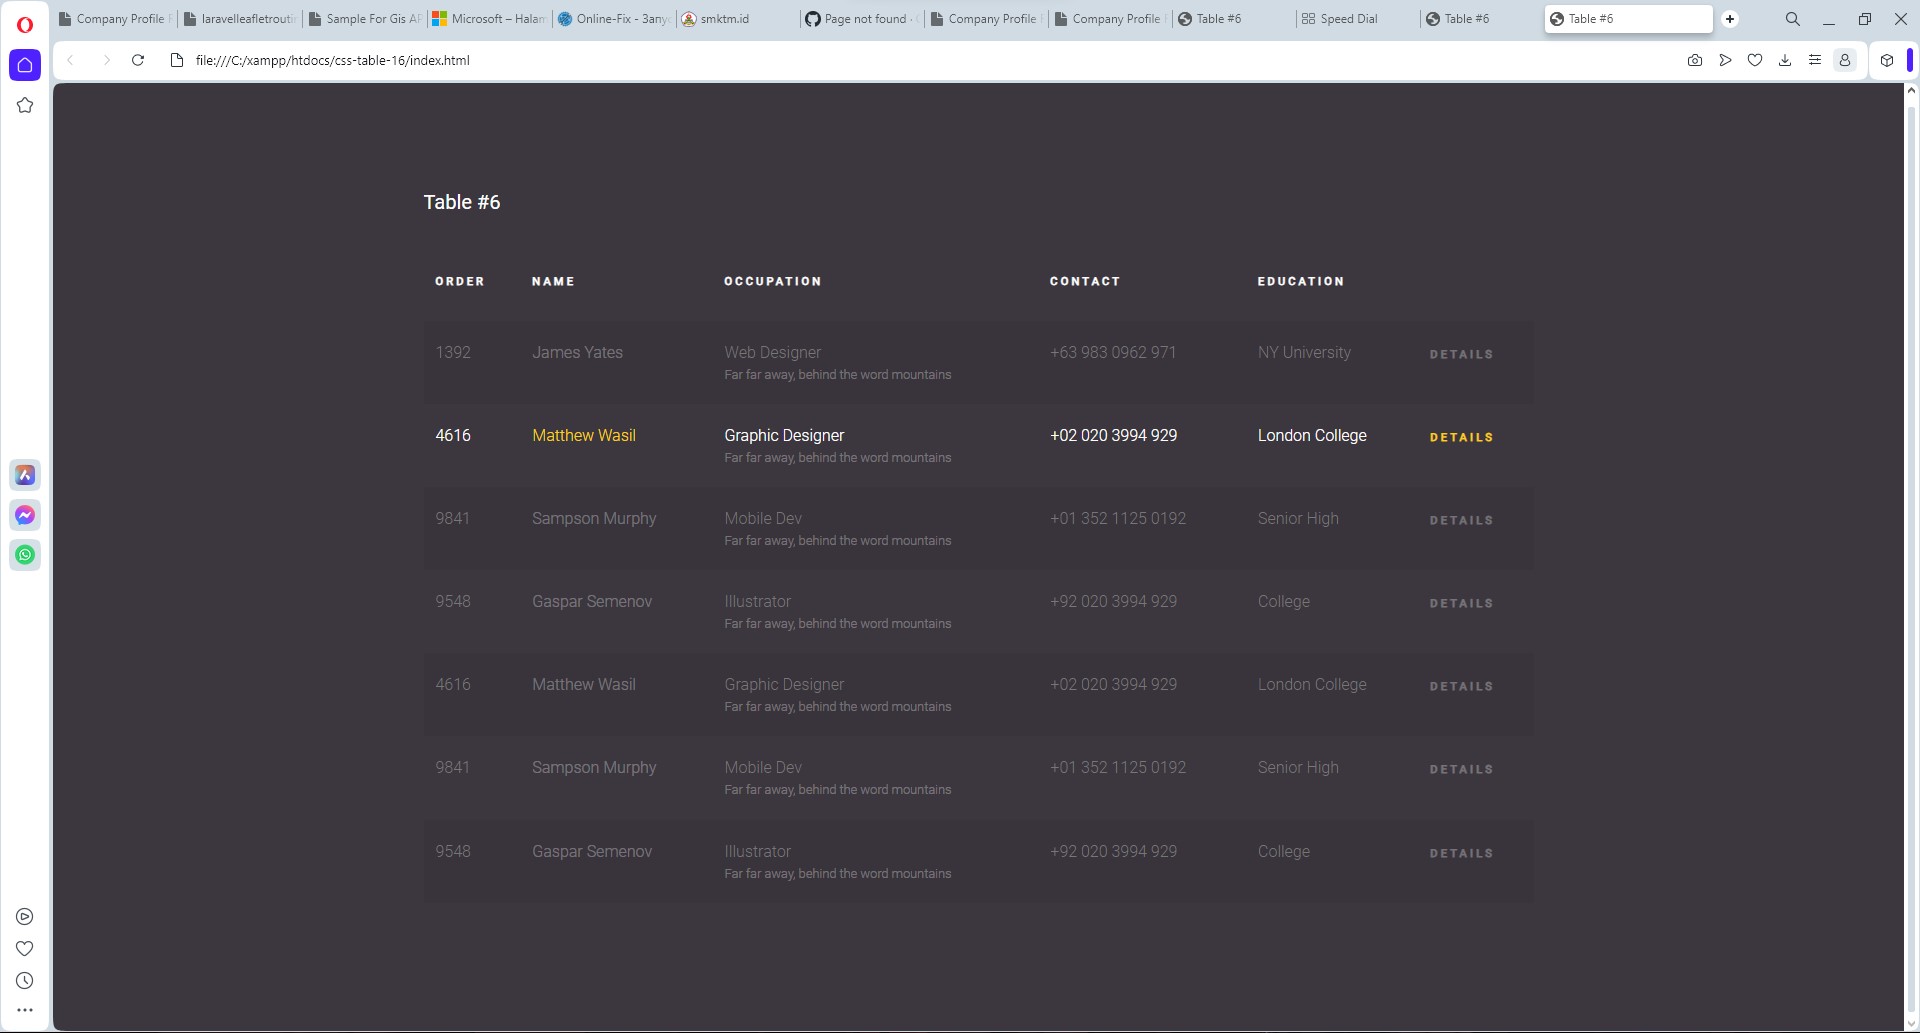 Company Profile
laravelleafletrouti
Sample For Gis AP
Microsoft – Halam
Online-Fix -
smktm.id
Page not found ·
Company Profile
Company Profile
Table #6
Speed Dial
Table #6
Table #6
file:///C:/xampp/htdocs/css-table-16/index.html
Table #6
ORDER NAME OCCUPATION CONTACT EDUCATION
1392 James Yates Web Designer +63 983 0962 971 NY University DETAILS
Far far away, behind the word mountains
4616 Matthew Wasil Graphic Designer +02 020 3994 929 London College DETAILS
Far far away, behind the word mountains
9841 Sampson Murphy Mobile Dev +01 352 1125 0192 Senior High DETAILS
Far far away, behind the word mountains
9548 Gaspar Semenov Illustrator +92 020 3994 929 College DETAILS
Far far away, behind the word mountains
4616 Matthew Wasil Graphic Designer +02 020 3994 929 London College DETAILS
Far far away, behind the word mountains
9841 Sampson Murphy Mobile Dev +01 352 1125 0192 Senior High DETAILS
Far far away, behind the word mountains
9548 Gaspar Semenov Illustrator +92 020 3994 929 College DETAILS
Far far away, behind the word mountains